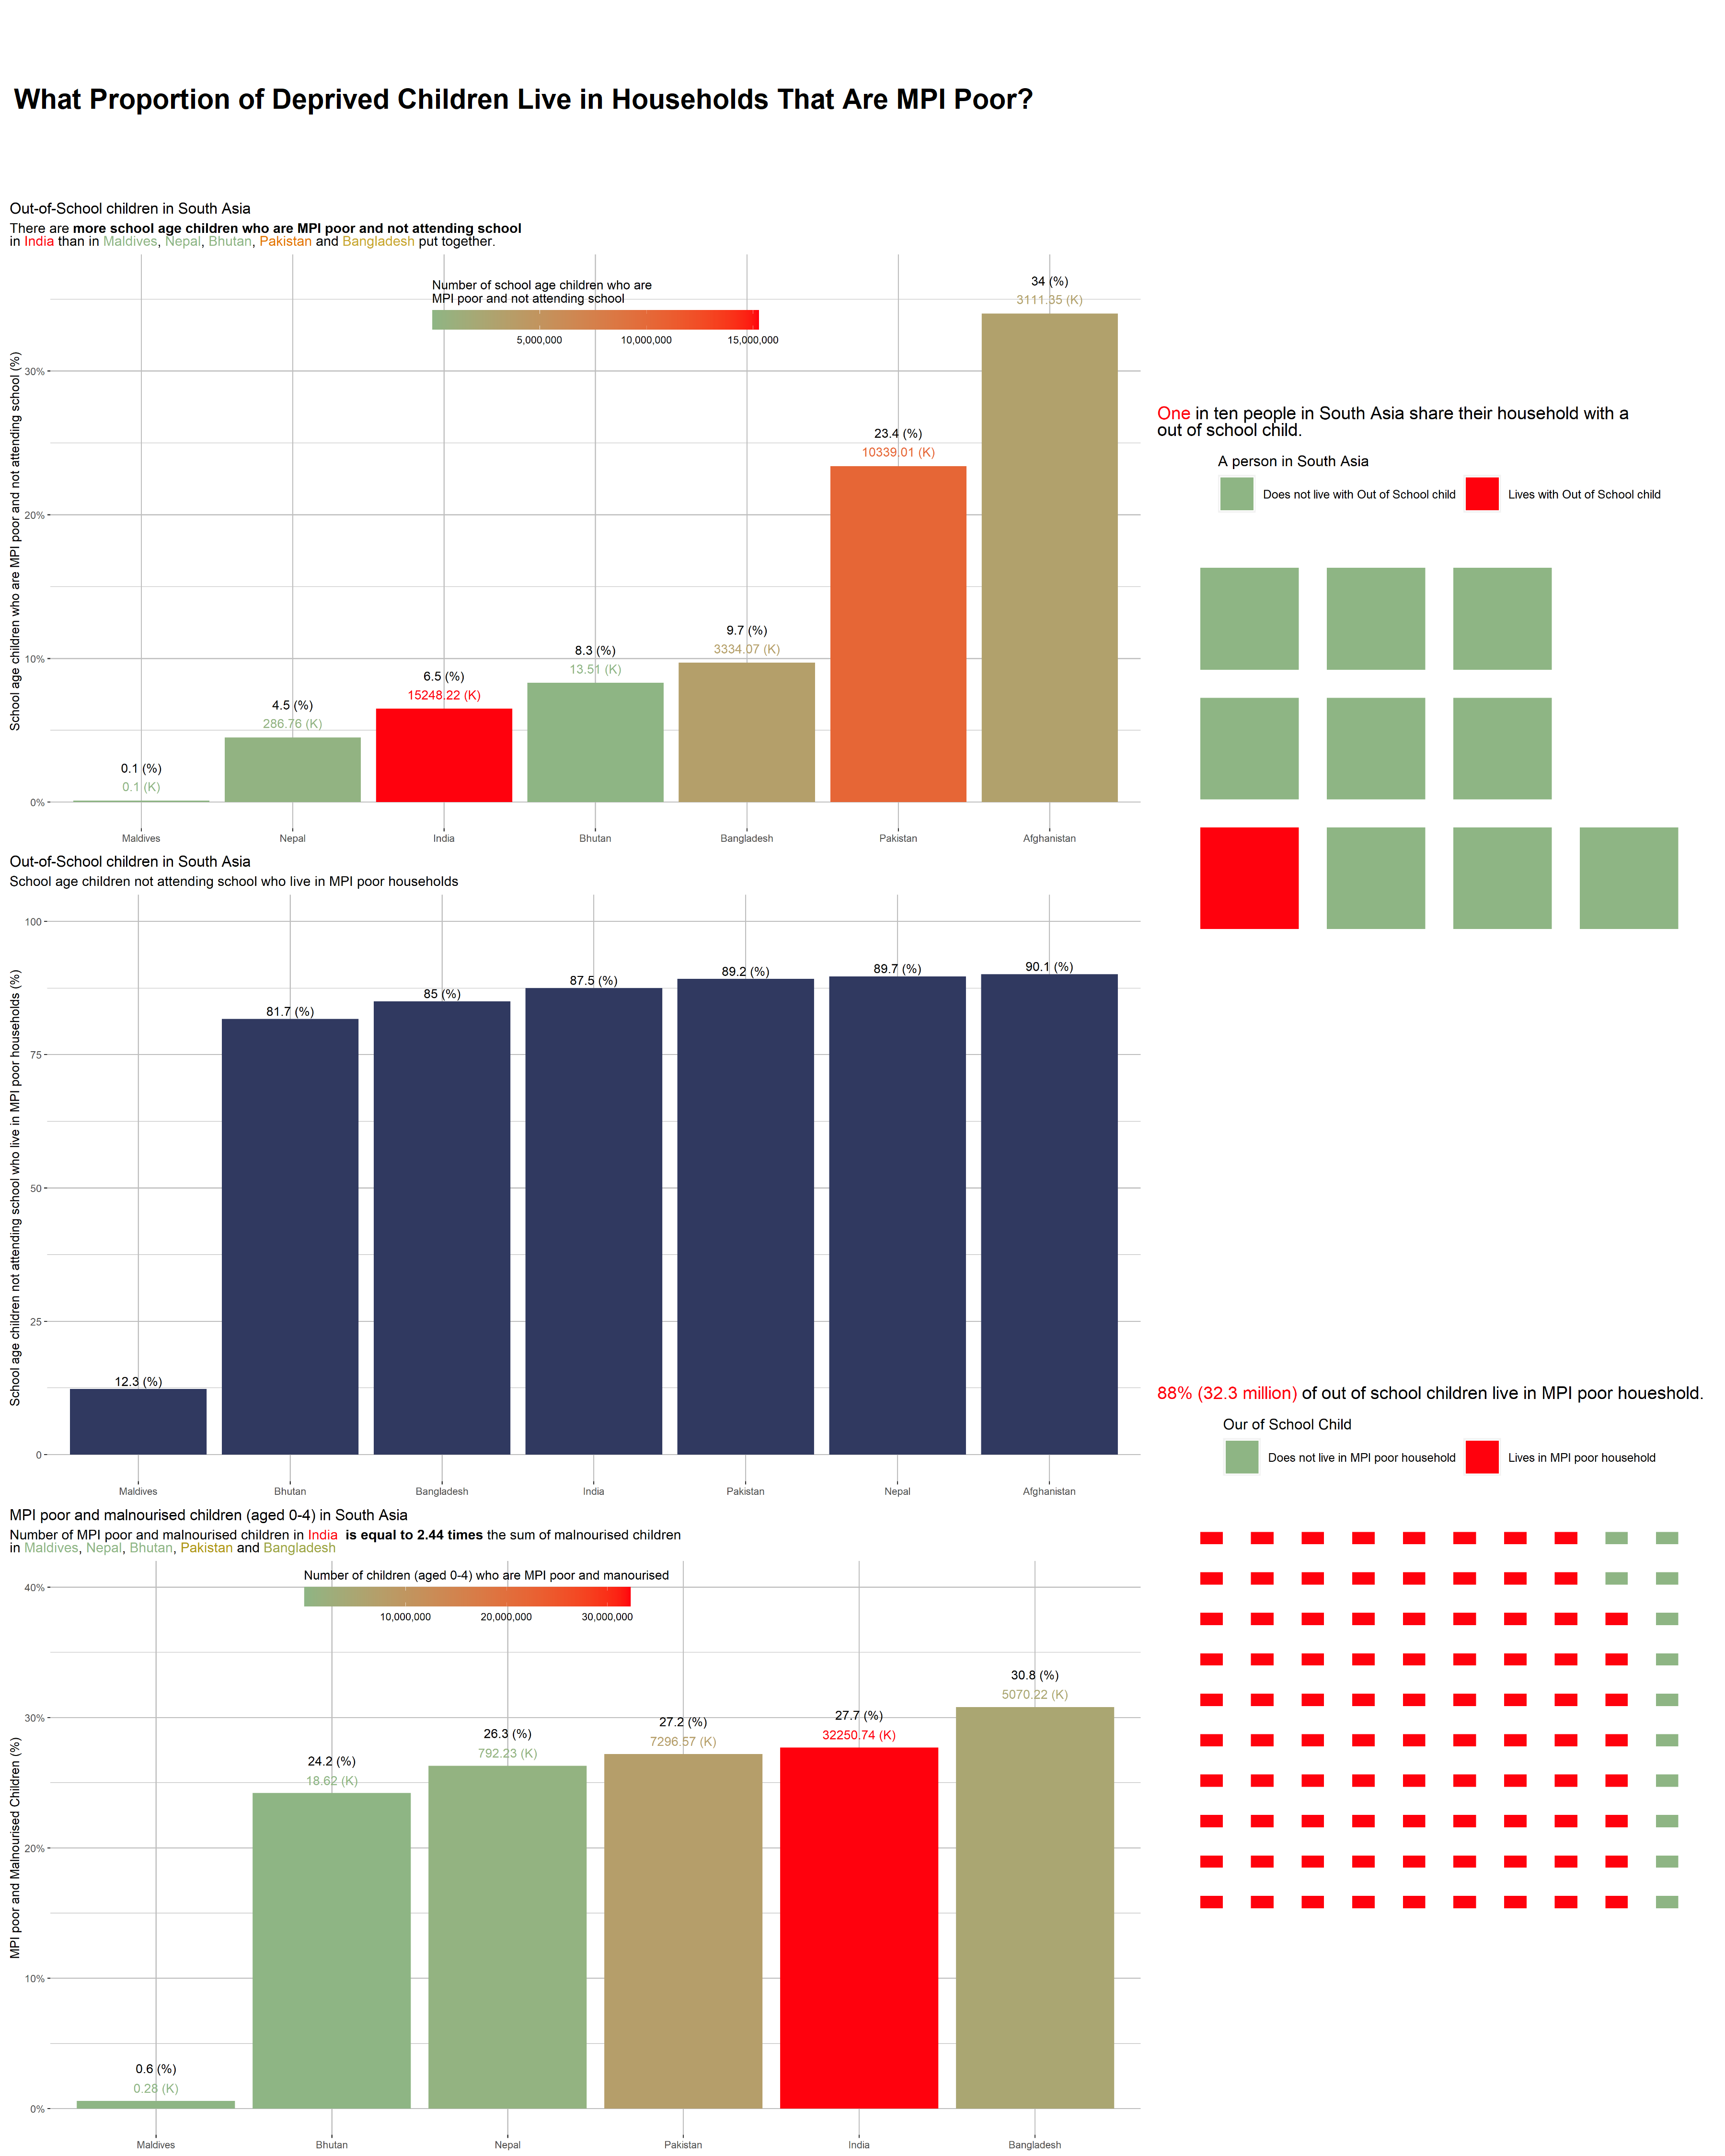 What Proportion of Deprived Children Live in Households That Are MPI Poor?
Out-of-School children in South Asia
There are more school age children who are MPI poor and not attending school
in India than in Maldives, Nepal, Bhutan, Pakistan and Bangladesh put together.
Number of school age children who are
MPI poor and not attending school
5,000,000 10,000,000 15,000,000
School age children who are MPI poor and not attending school (%)
30%
20%
10%
0%
0.1 (%)
0.1 (K)
4.5 (%)
286.76 (K)
6.5 (%)
15248.22 (K)
8.3 (%)
13.51 (K)
9.7 (%)
3334.07 (K)
23.4 (%)
10339.01 (K)
34 (%)
3111.35 (K)
Maldives Nepal India Bhutan Bangladesh Pakistan Afghanistan
One in ten people in South Asia share their household with a
out of school child.
A person in South Asia
Does not live with Out of School child Lives with Out of School child
Out-of-School children in South Asia
School age children not attending school who live in MPI poor households
School age children not attending school who live in MPI poor households (%)
100
75
50
25
0
12.3 (%)
81.7 (%)
85 (%)
87.5 (%)
89.2 (%)
89.7 (%)
90.1 (%)
Maldives Bhutan Bangladesh India Pakistan Nepal Afghanistan
88% (32.3 million) of out of school children live in MPI poor houeshold.
Our of School Child
Does not live in MPI poor household Lives in MPI poor household
MPI poor and malnourished children (aged 0-4) in South Asia
Number of MPI poor and malnourished children in India is equal to 2.44 times the sum of malnourished children
in Maldives, Nepal, Bhutan, Pakistan and Bangladesh
Number of children (aged 0-4) who are MPI poor and manourised
10,000,000 20,000,000 30,000,000
MPI poor and Malnourised Children (%)
40%
30%
20%
10%
0%
0.6 (%)
0.28 (K)
24.2 (%)
18.62 (K)
26.3 (%)
792.23 (K)
27.2 (%)
7296.57 (K)
27.7 (%)
32250.74 (K)
30.8 (%)
5070.22 (K)
Maldives Bhutan Nepal Pakistan India Bangladesh